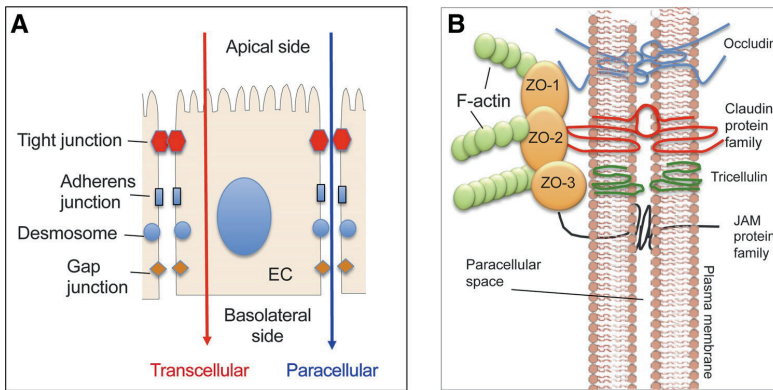 A
Apical side
Tight junction
Adherens
junction
Desmosome
Gap
junction
EC
Basolateral
side
Transcellular
Paracellular
B
Occludin
ZO-1
F-actin
Claudin
protein
family
ZO-2
Tricellulin
ZO-3
JAM
protein
family
Paracellular
space
Plasma membrane